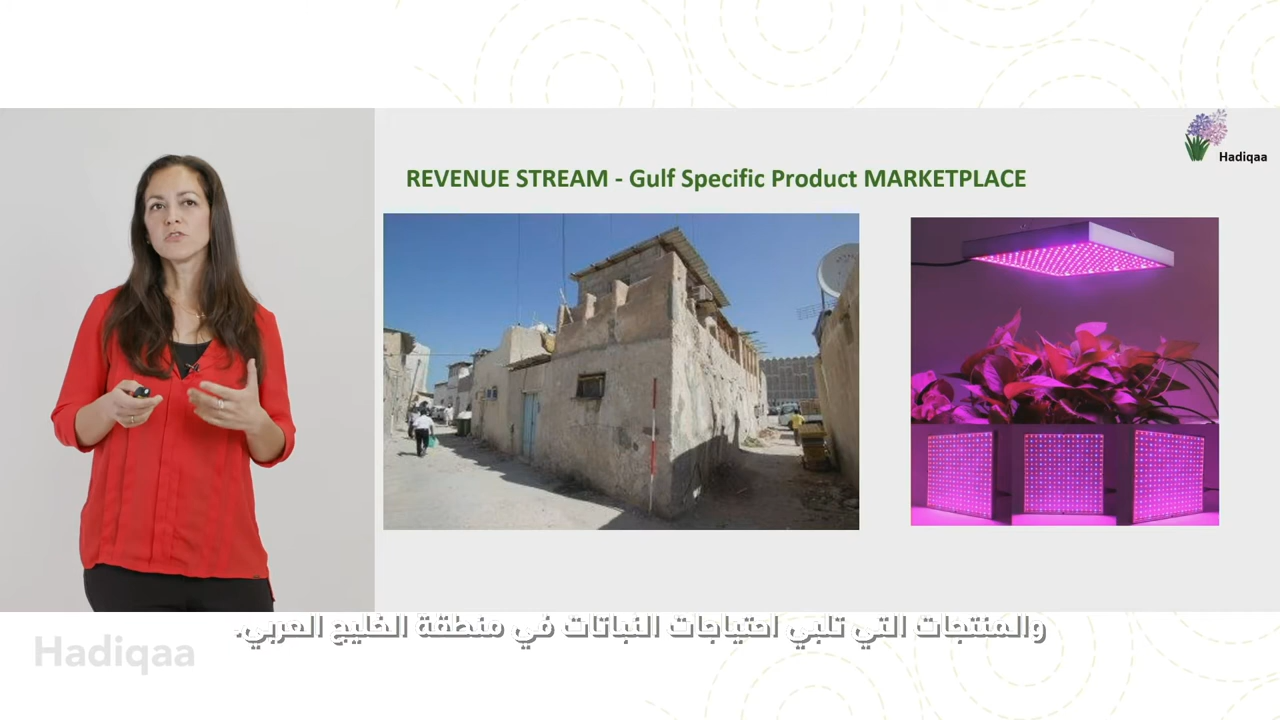 Hadiqaa
REVENUE STREAM - Gulf Specific Product MARKETPLACE
والمنتجات التي تلبي احتياجات النباتات في منطقة الخليج العربي.
Hadiqaa